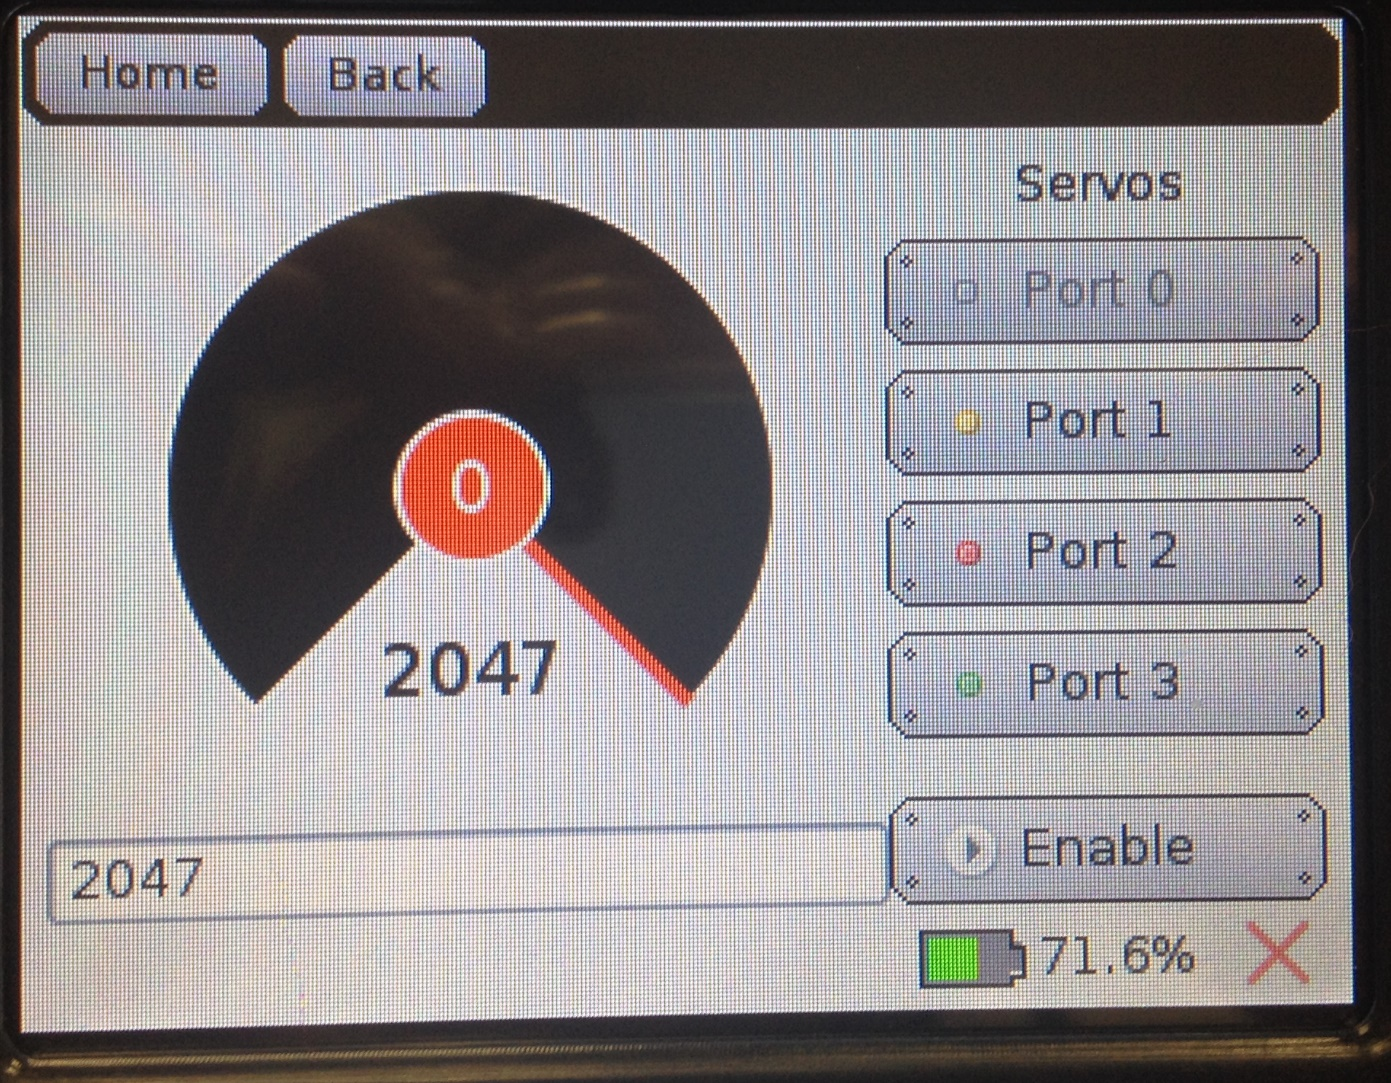 Home Back
Servos
Port 0
Port 1
0
Port 2
2047
Port 3
Enable
2047
71.6%